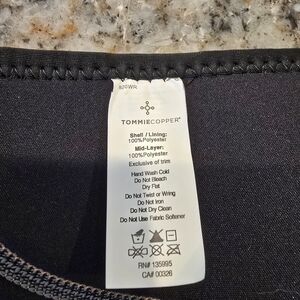 TOMMIECOPPER®
Shell / Lining:
100%Polyester
Mid-Layer:
100%Polyester
Exclusive of trim
Hand Wash Cold
Do Not Bleach
Dry Flat
Do Not Twist or Wring
Do Not Iron
Do Not Dry Clean
Do Not Use Fabric Softener
RN# 135995
CA# 00326